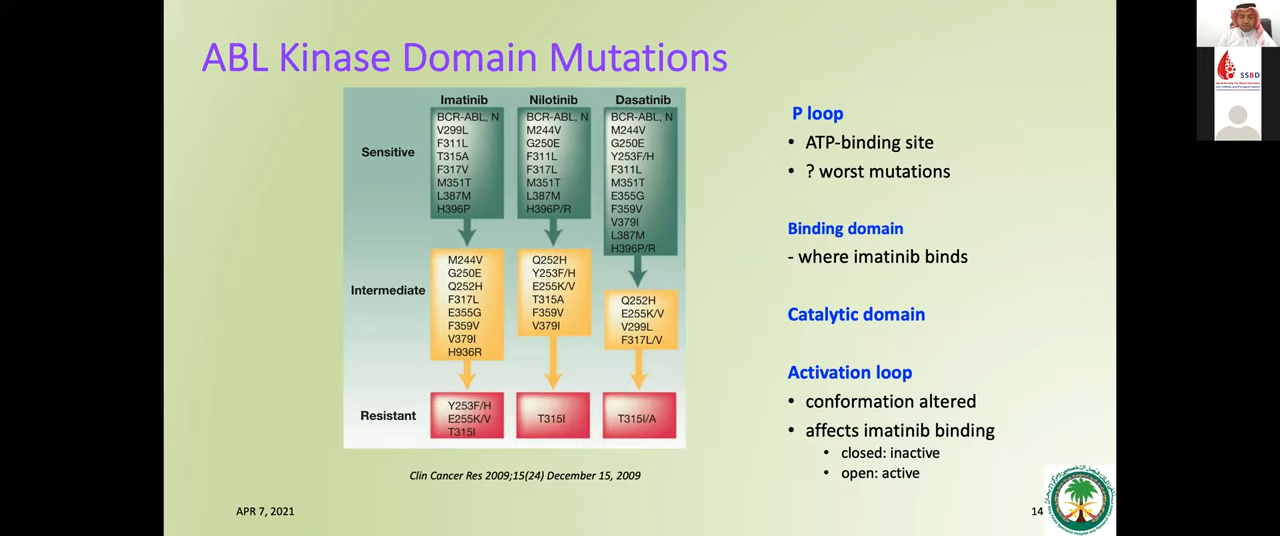 ABL Kinase Domain Mutations
Imatinib
Nilotinib
Dasatinib
Sensitive
BCR-ABL, N
V299L
F311L
T315A
F317V
M351T
L387M
H396P
BCR-ABL, N
M244V
G250E
F311L
F317L
M351T
L387M
H396P/R
BCR-ABL, N
M244V
G250E
Y253F/H
F311L
M351T
E355G
F359V
V379I
L387M
H396P/R
Intermediate
M244V
G250E
Q252H
F317L
E355G
F359V
V379I
H936R
Q252H
Y253F/H
E255K/V
T315A
F359V
V379I
Q252H
E255K/V
V299L
F317L/V
Resistant
Y253F/H
E255K/V
T315I
T315I
T315I/A
Clin Cancer Res 2009;15(24) December 15, 2009
P loop
• ATP-binding site
• ? worst mutations
Binding domain
- where imatinib binds
Catalytic domain
Activation loop
• conformation altered
• affects imatinib binding
• closed: inactive
• open: active
APR 7, 2021
14
SSBD